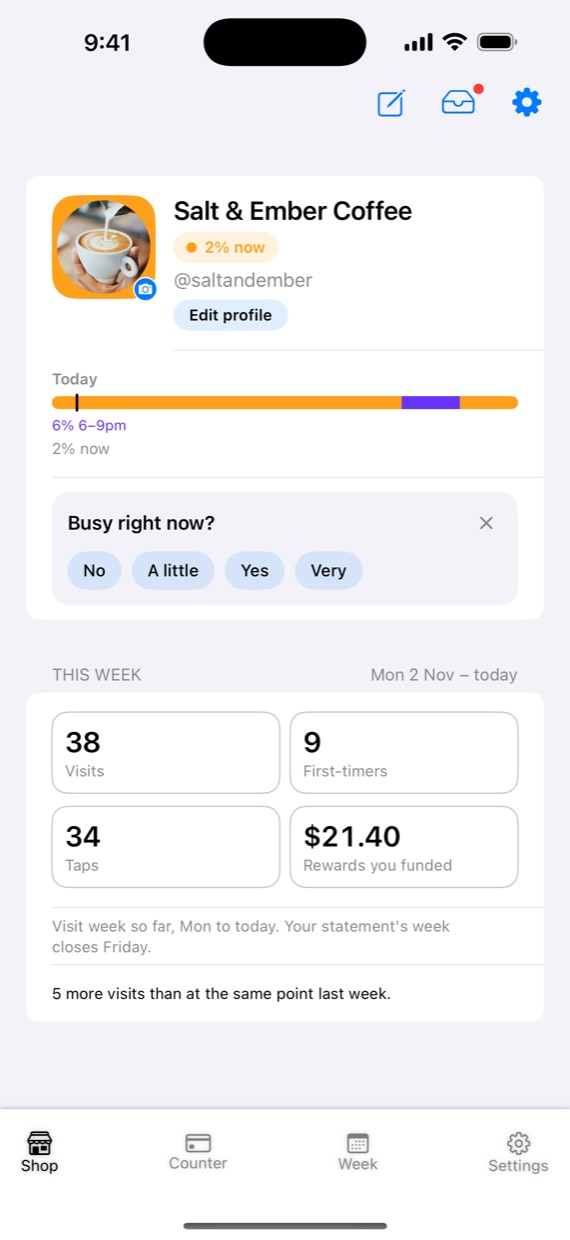 9:41
Salt & Ember Coffee
2% now
@saltandember
Edit profile
Today
6% 6–9pm
2% now
Busy right now?
No
A little
Yes
Very
THIS WEEK
Mon 2 Nov – today
38
Visits
9
First-timers
34
Taps
$21.40
Rewards you funded
Visit week so far, Mon to today. Your statement's week
closes Friday.
5 more visits than at the same point last week.
Shop
Counter
Week
Settings